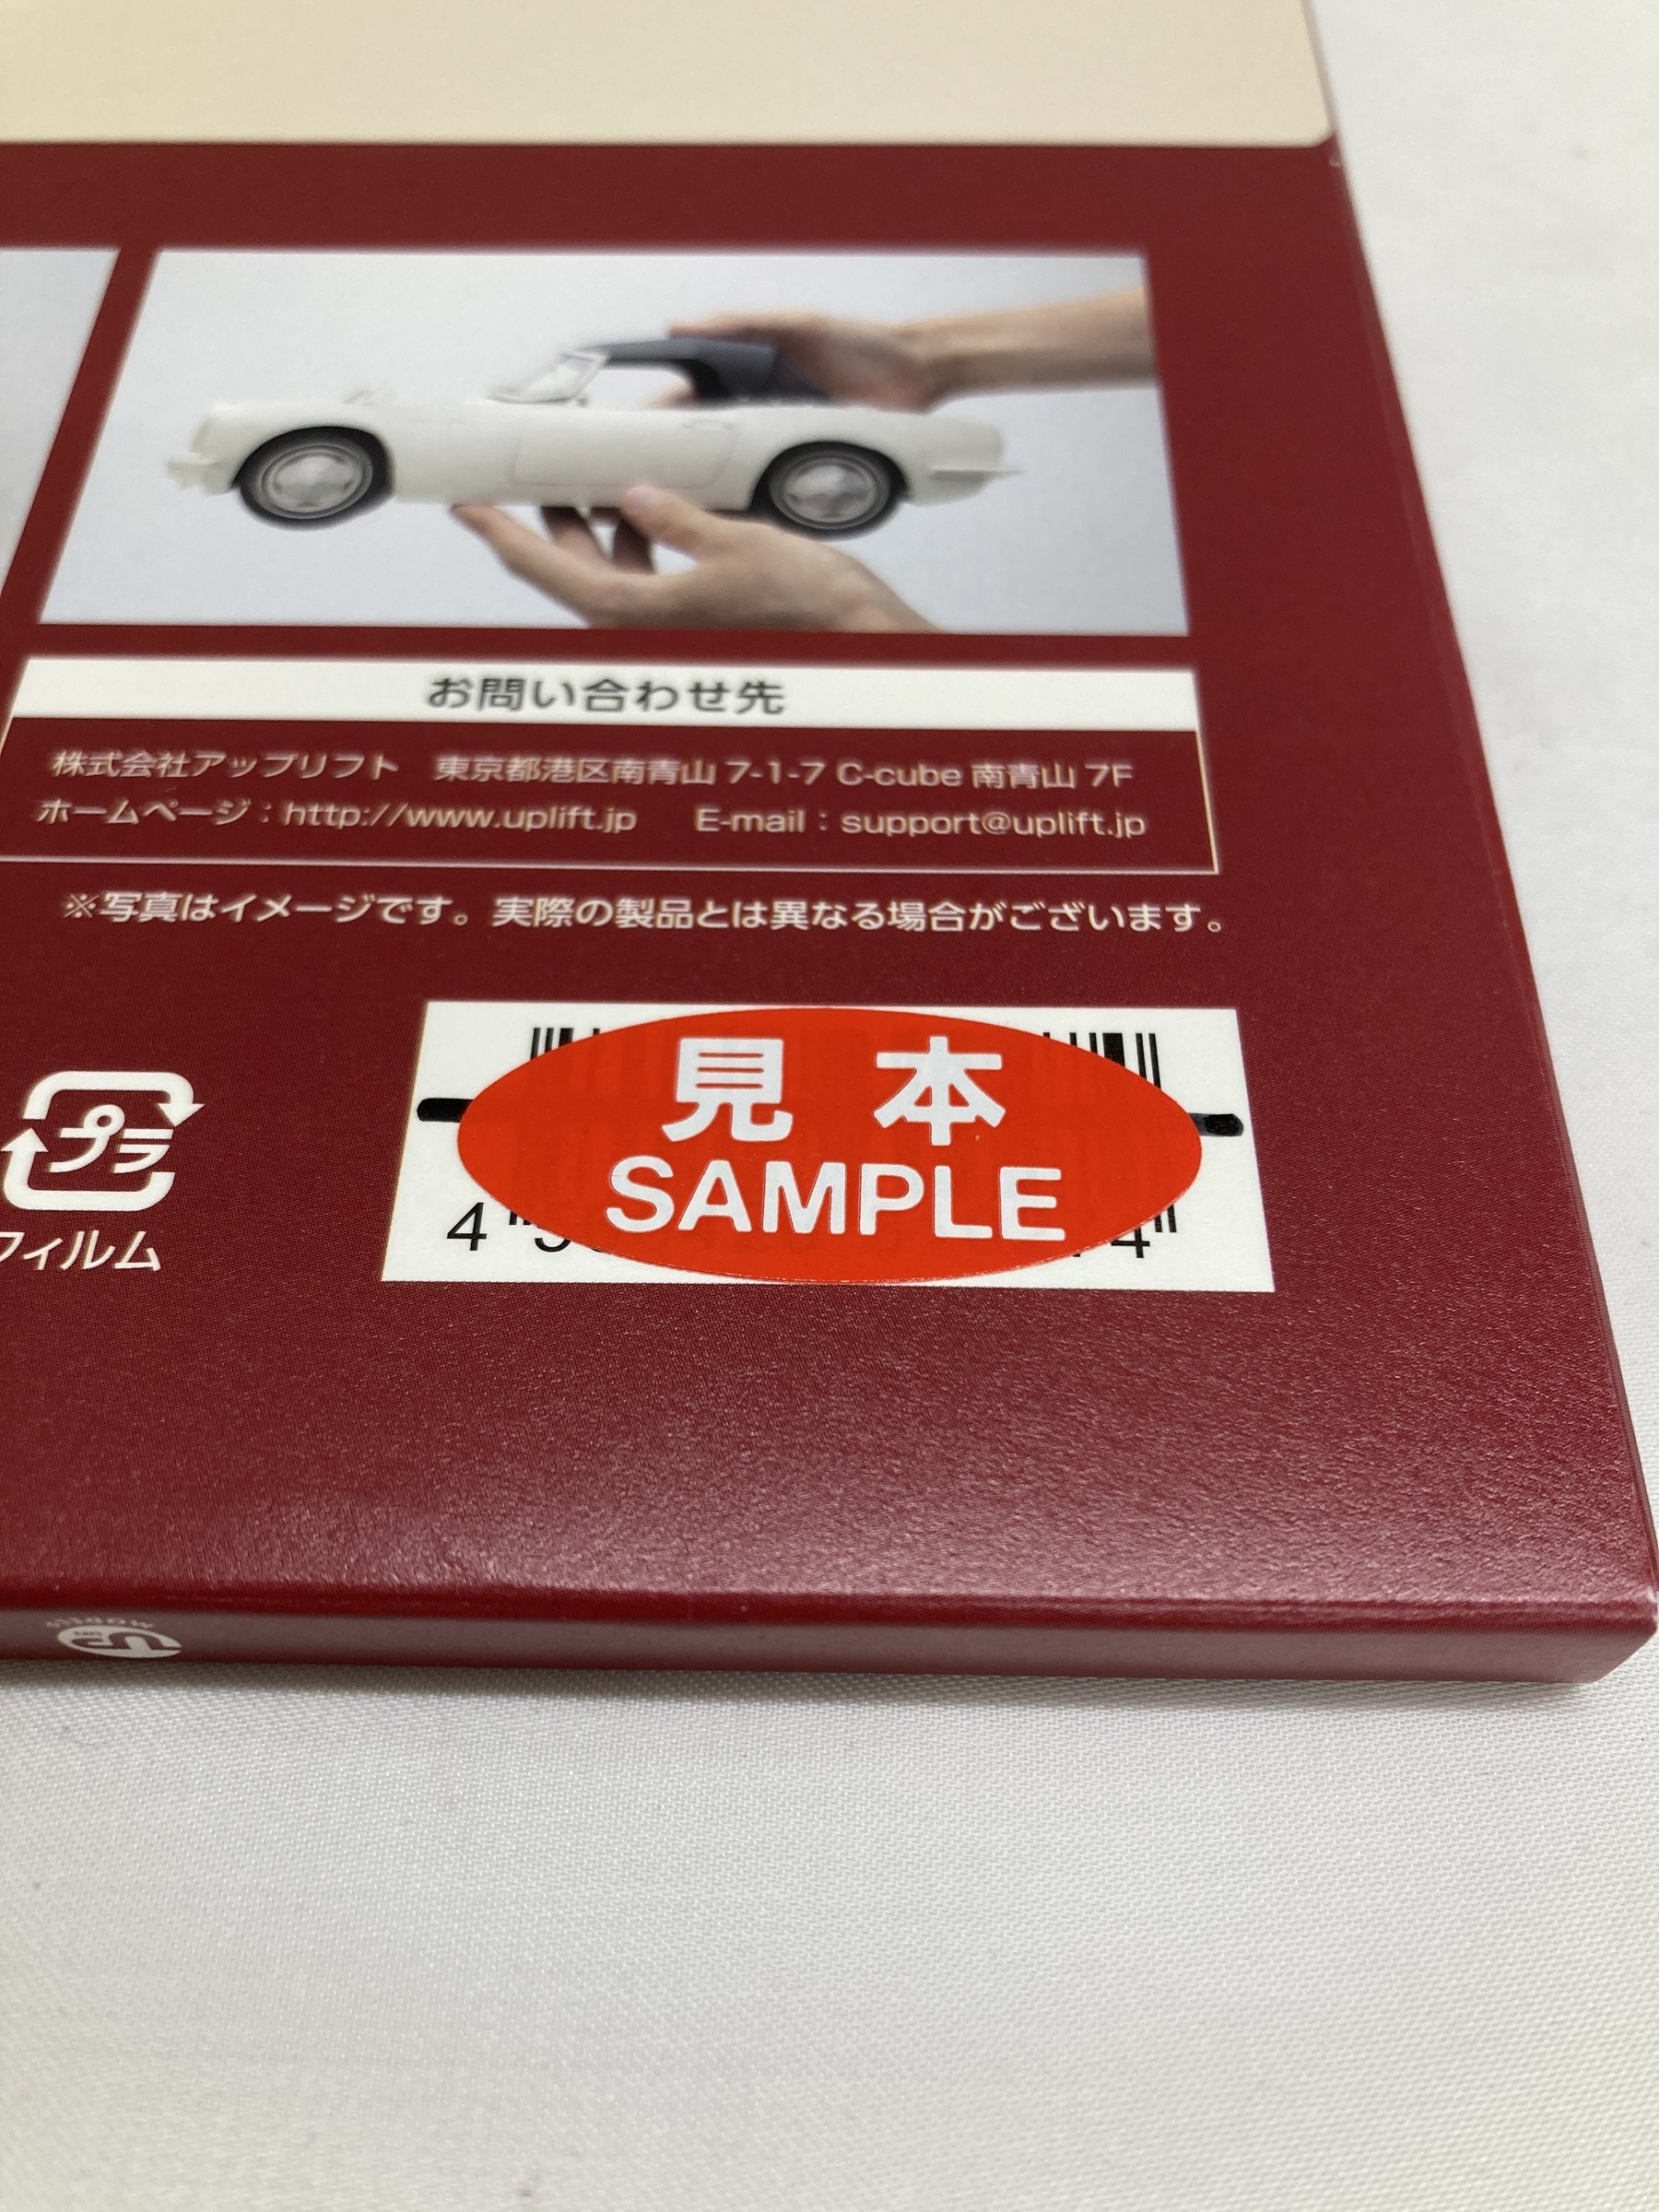 お問い合わせ先
株式会社アップリフト　東京都港区南青山 7-1-7 C-cube 南青山 7F
ホームページ：http://www.uplift.jp　E-mail：support@uplift.jp
※写真はイメージです。実際の製品とは異なる場合がございます。
プラ
フィルム
見本
SAMPLE
4
4
UP